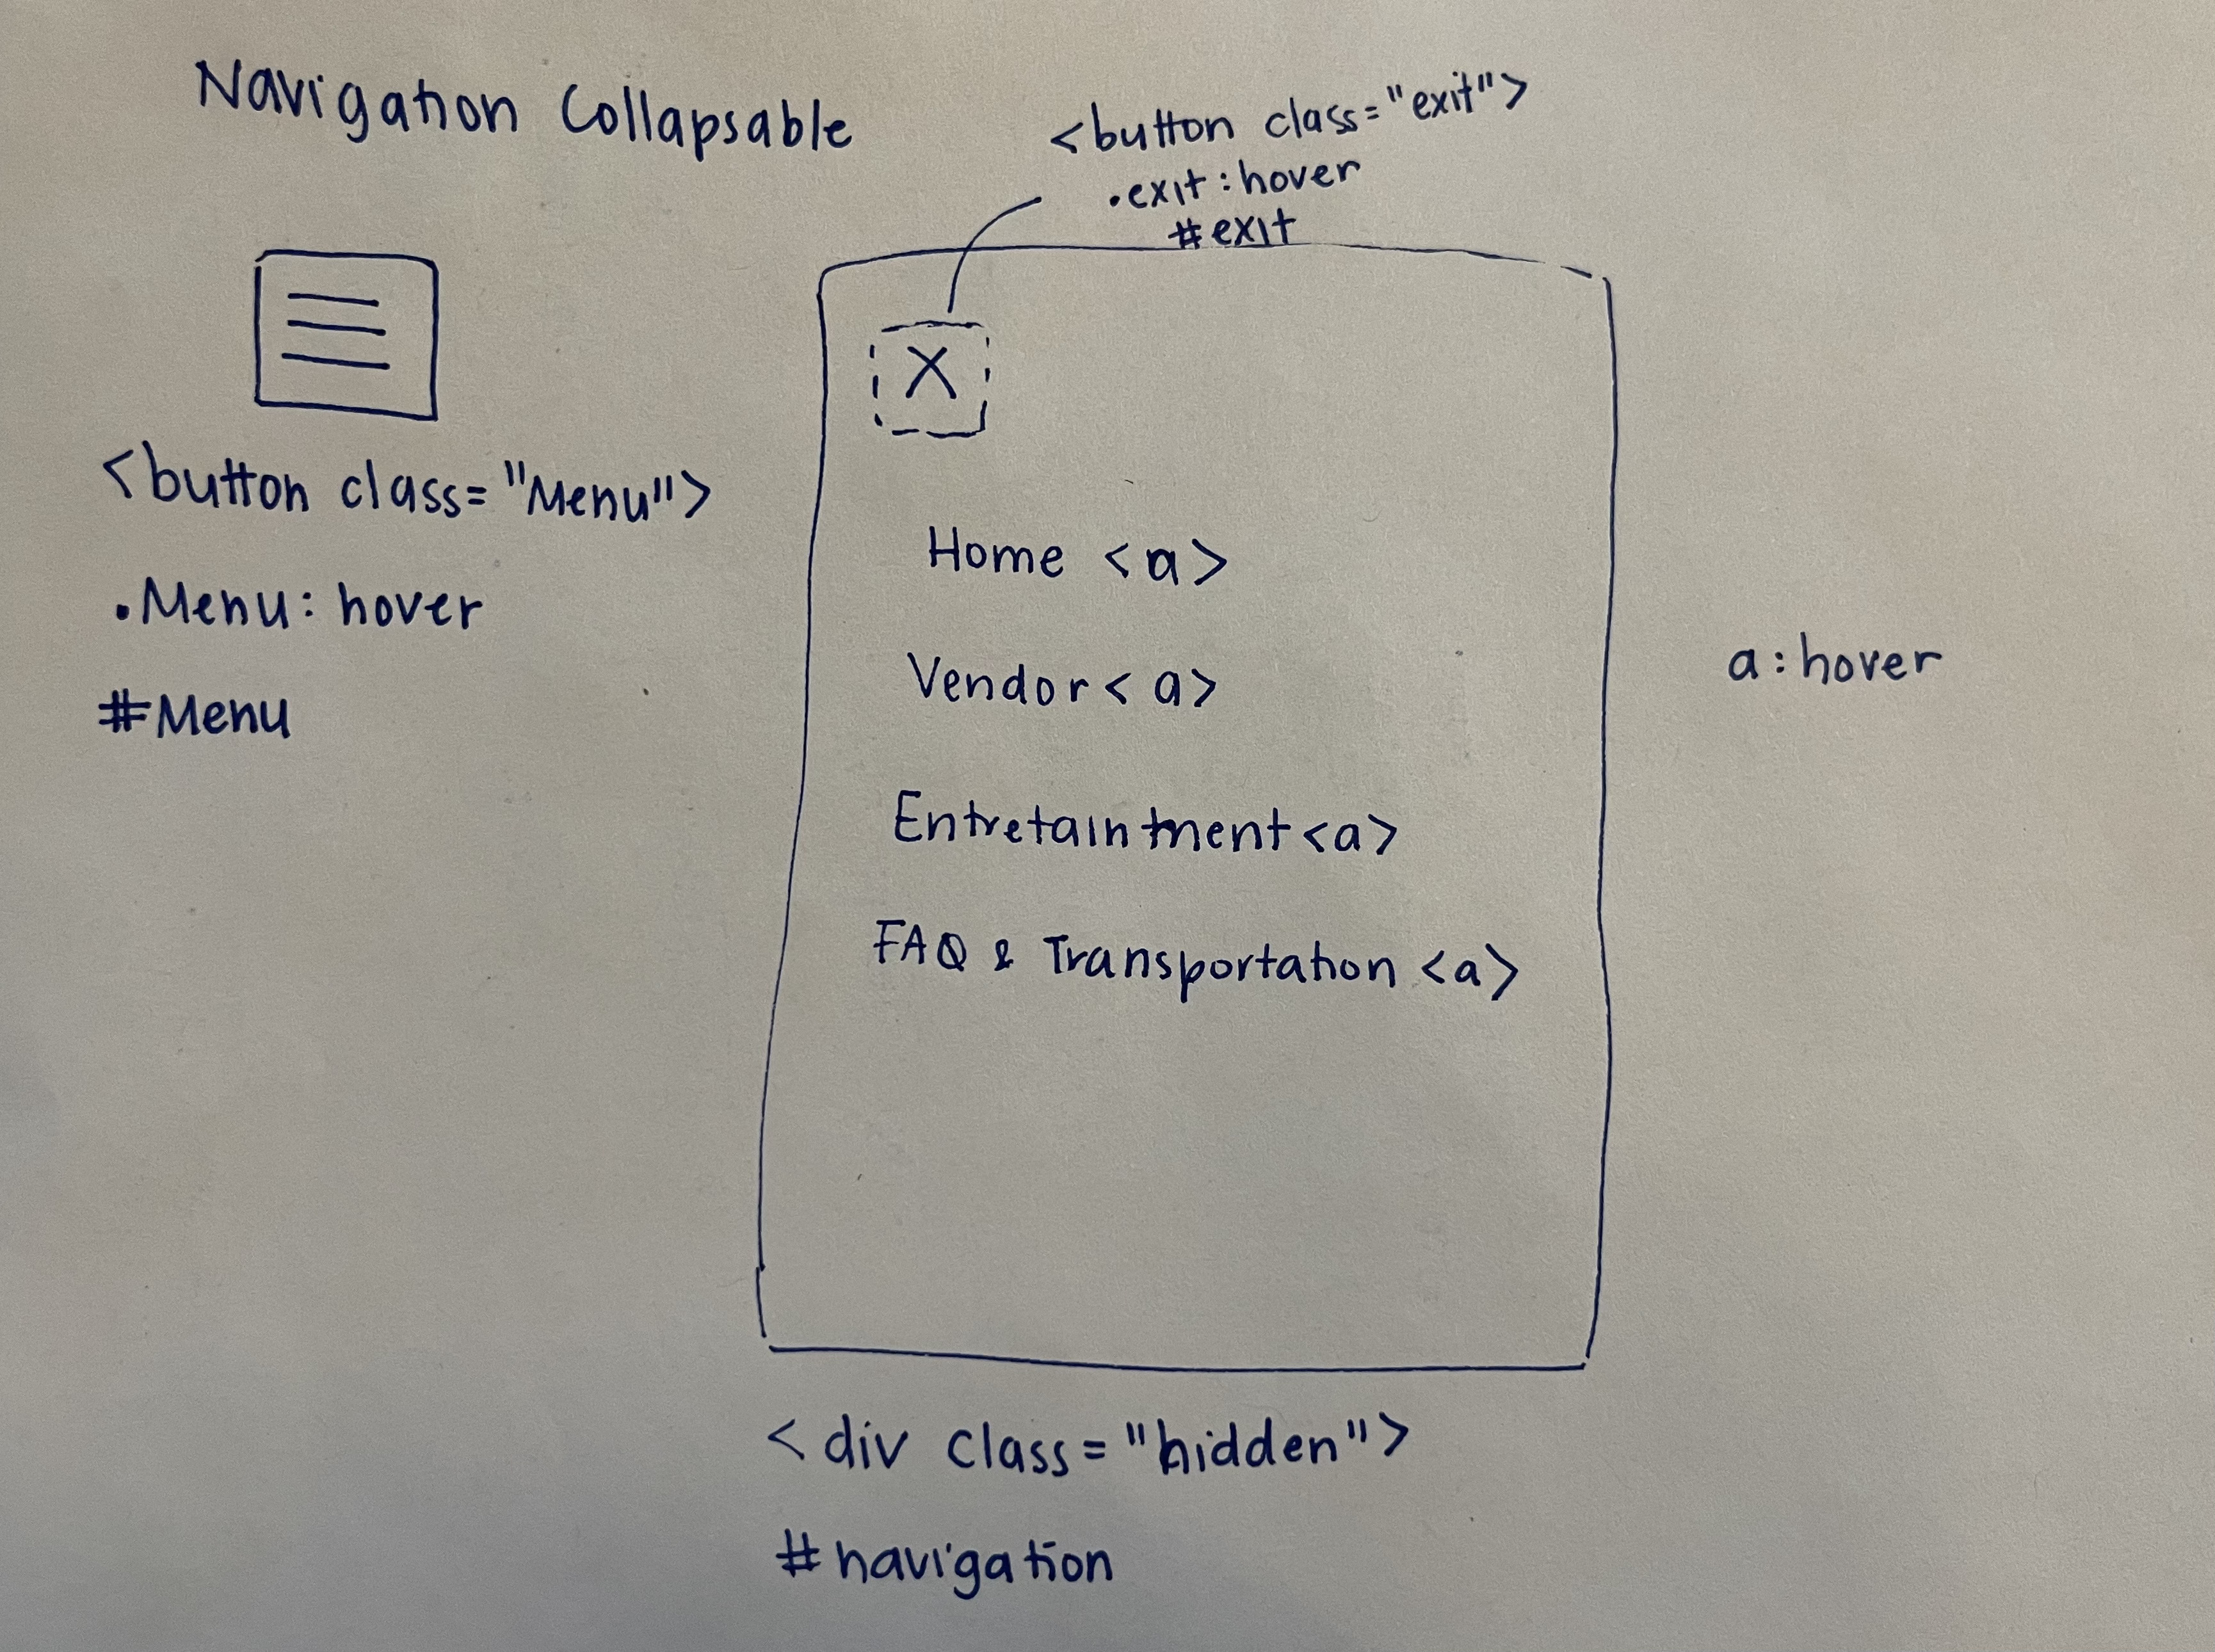 Navigation Collapsable
<button class="exit">
.exit:hover
#exit
X
<button class="Menu">
.Menu: hover
#Menu
Home <a>
Vendor <a>
a:hover
Entretaintment <a>
FAQ & Transportation <a>
<div class="hidden">
#navigation